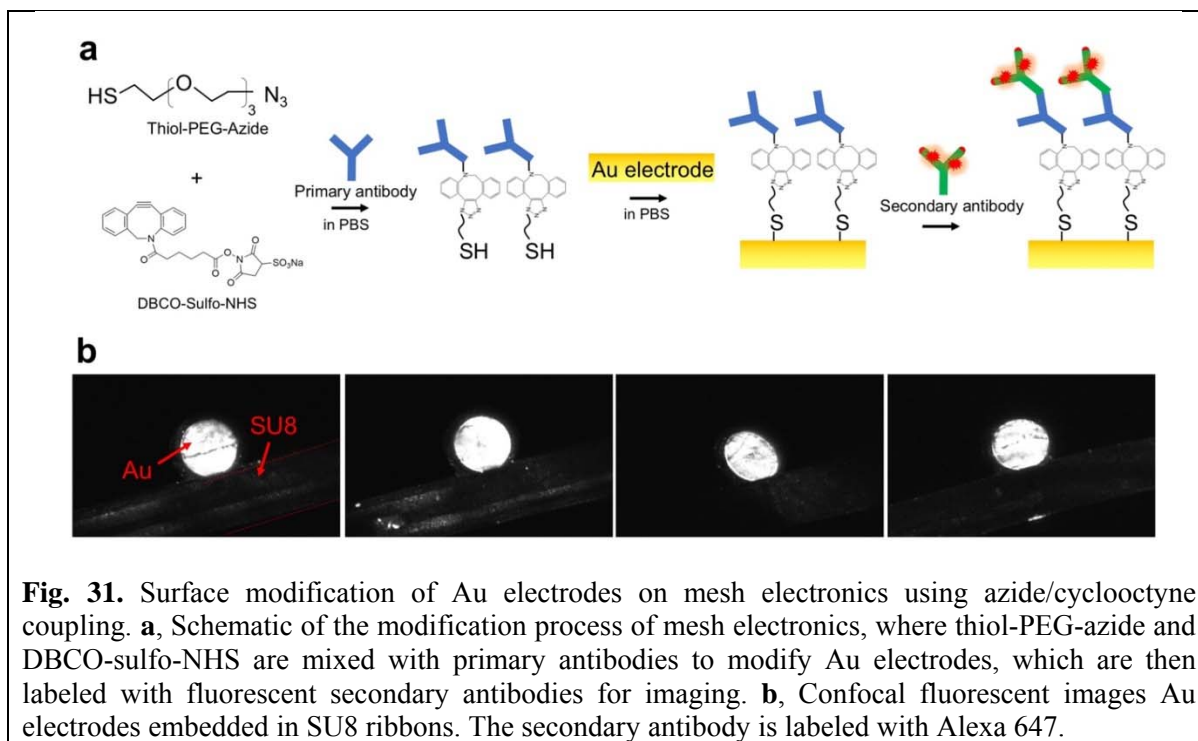 a
HS
O
3
N3
Thiol-PEG-Azide
+
N
O
O
O
N
O
O
SO3Na
DBCO-Sulfo-NHS
Primary antibody
in PBS
SH
SH
Au electrode
in PBS
S
S
Secondary antibody
S
S
b
Au
SU8
Fig. 31. Surface modification of Au electrodes on mesh electronics using azide/cyclooctyne
coupling. a, Schematic of the modification process of mesh electronics, where thiol-PEG-azide and
DBCO-sulfo-NHS are mixed with primary antibodies to modify Au electrodes, which are then
labeled with fluorescent secondary antibodies for imaging. b, Confocal fluorescent images Au
electrodes embedded in SU8 ribbons. The secondary antibody is labeled with Alexa 647.